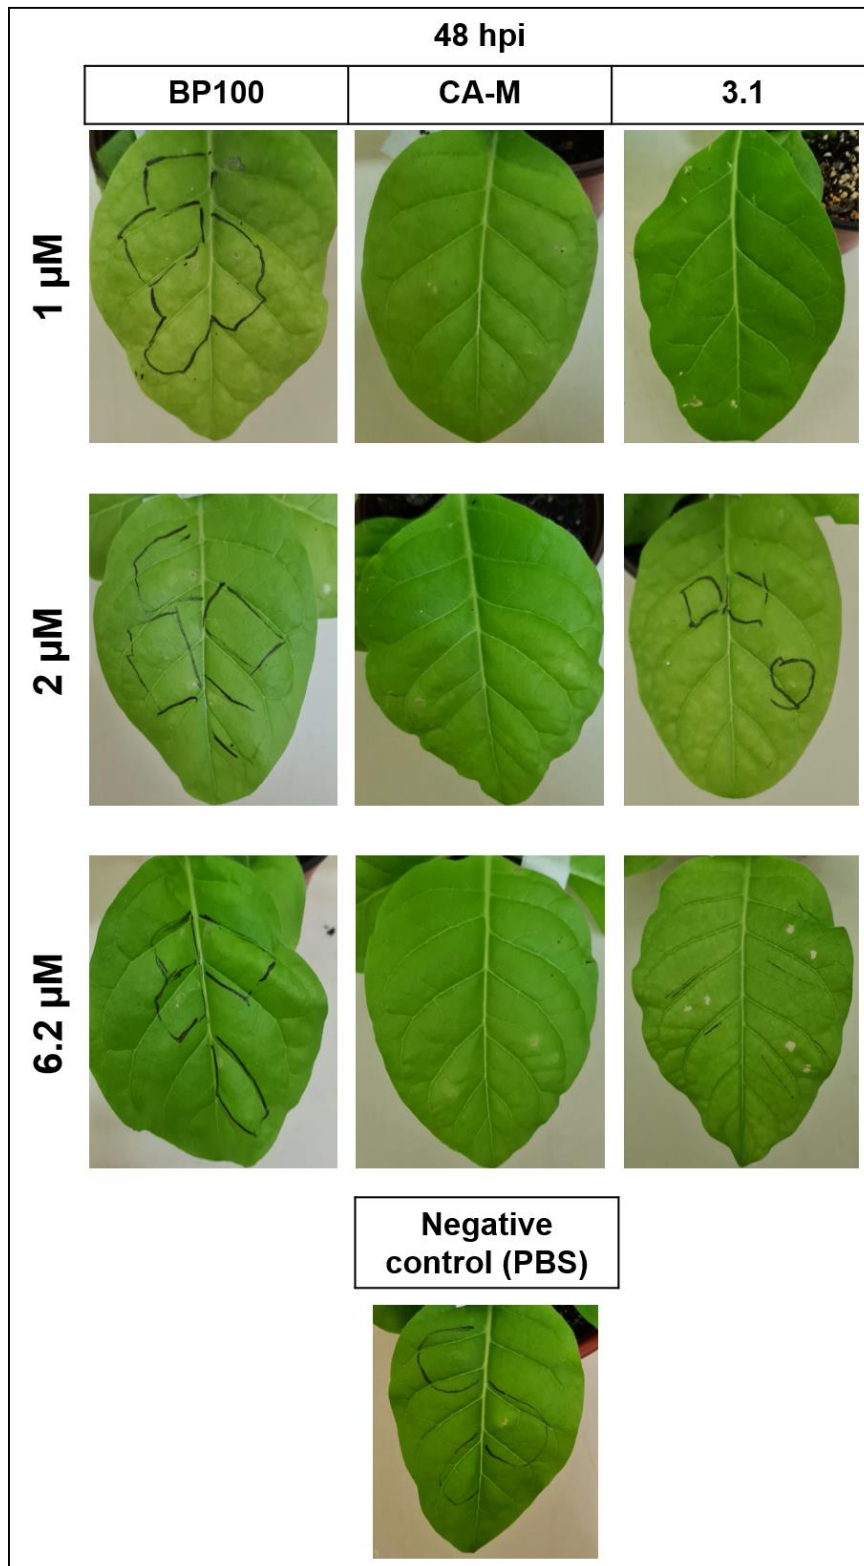 48 hpi
BP100
CA-M
3.1
1 µM
2 µM
6.2 µM
Negative
control (PBS)